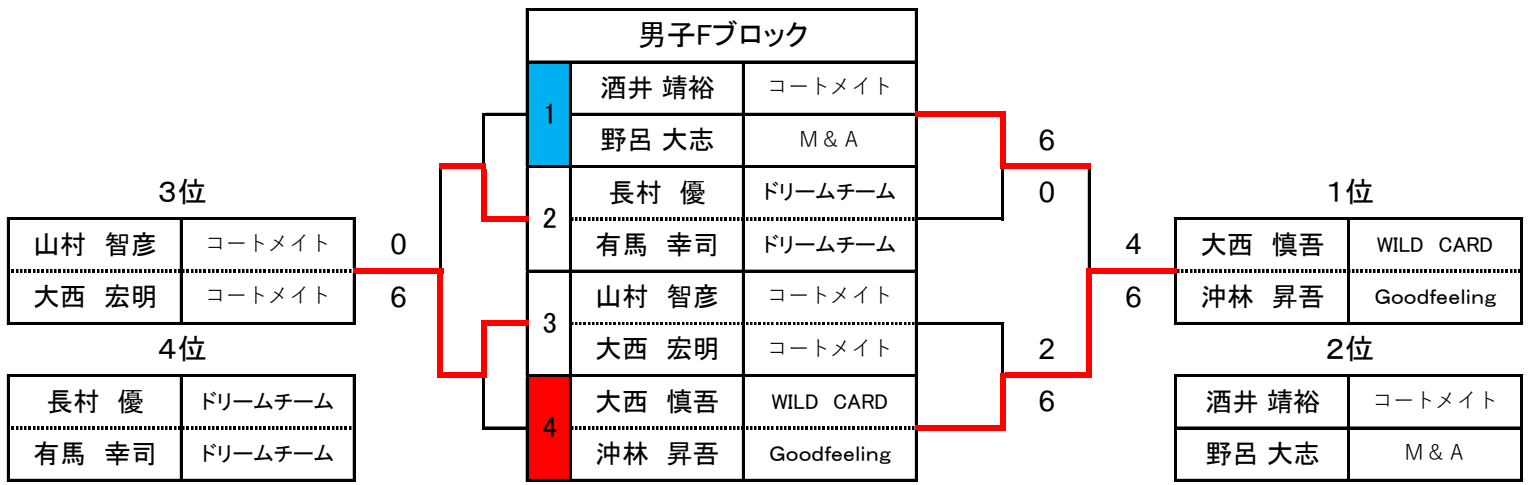 男子Fブロック
1
酒井 靖裕 コートメイト
野呂 大志 M & A
2
長村 優 ドリームチーム
有馬 幸司 ドリームチーム
3
山村 智彦 コートメイト
大西 宏明 コートメイト
4
大西 慎吾 WILD CARD
沖林 昇吾 Goodfeeling
3位
山村 智彦 コートメイト
大西 宏明 コートメイト
4位
長村 優 ドリームチーム
有馬 幸司 ドリームチーム
0
6
6
0
2
6
4
6
1位
大西 慎吾 WILD CARD
沖林 昇吾 Goodfeeling
2位
酒井 靖裕 コートメイト
野呂 大志 M & A